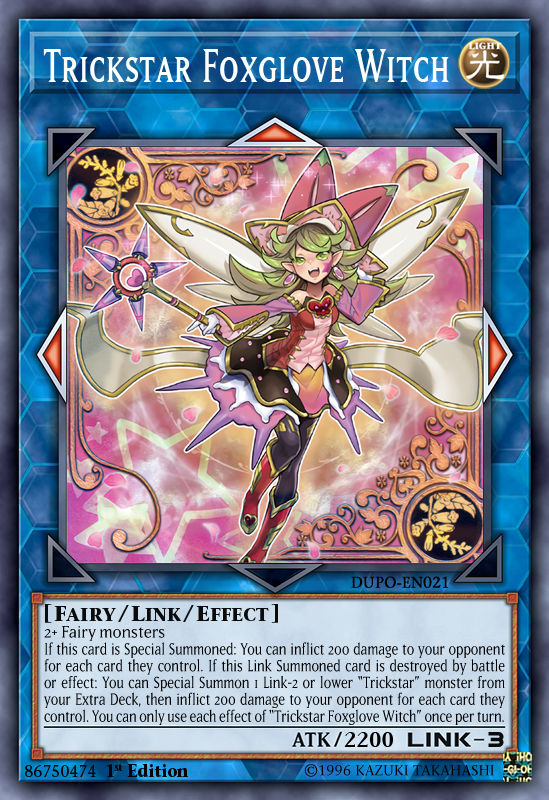 TRICKSTAR FOXGLOVE WITCH
LIGHT
光
DUPO-EN021
[FAIRY/LINK/EFFECT]
2+ Fairy monsters
If this card is Special Summoned: You can inflict 200 damage to your opponent
for each card they control. If this Link Summoned card is destroyed by battle
or effect: You can Special Summon 1 Link-2 or lower "Trickstar" monster from
your Extra Deck, then inflict 200 damage to your opponent for each card they
control. You can only use each effect of "Trickstar Foxglove Witch" once per turn.
ATK/2200 LINK-3
86750474 1st Edition ©1996 KAZUKI TAKAHASHI